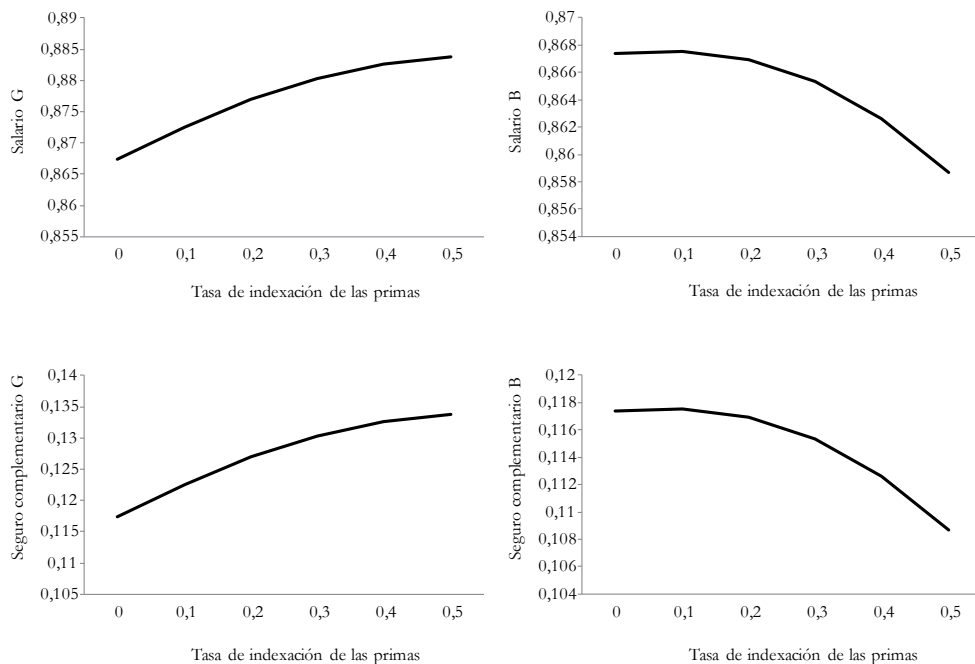 0,89
0,885
0,88
0,875
0,87
0,865
0,86
0,855
Salario G
0 0,1 0,2 0,3 0,4 0,5
Tasa de indexación de las primas
0,87
0,868
0,866
0,864
0,862
0,86
0,858
0,856
0,854
Salario B
0 0,1 0,2 0,3 0,4 0,5
Tasa de indexación de las primas
0,14
0,135
0,13
0,125
0,12
0,115
0,11
0,105
Seguro complementario G
0 0,1 0,2 0,3 0,4 0,5
Tasa de indexación de las primas
0,12
0,118
0,116
0,114
0,112
0,11
0,108
0,106
0,104
Seguro complementario B
0 0,1 0,2 0,3 0,4 0,5
Tasa de indexación de las primas